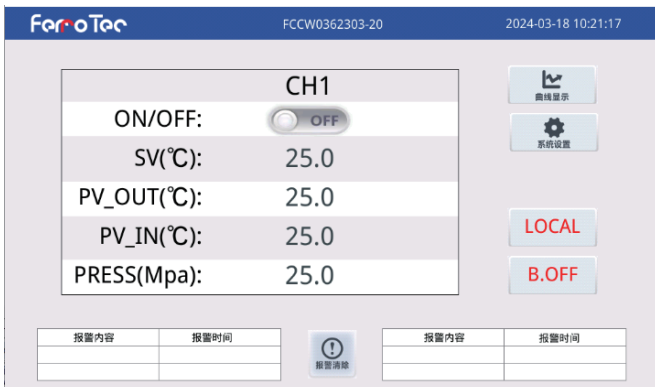 FerroTec FCCW0362303-20 2024-03-18 10:21:17
CH1
ON/OFF: OFF
SV(℃): 25.0
PV_OUT(℃): 25.0
PV_IN(℃): 25.0
PRESS(Mpa): 25.0
曲线显示
系统设置
LOCAL
B.OFF
报警内容 报警时间
报警清除
报警内容 报警时间